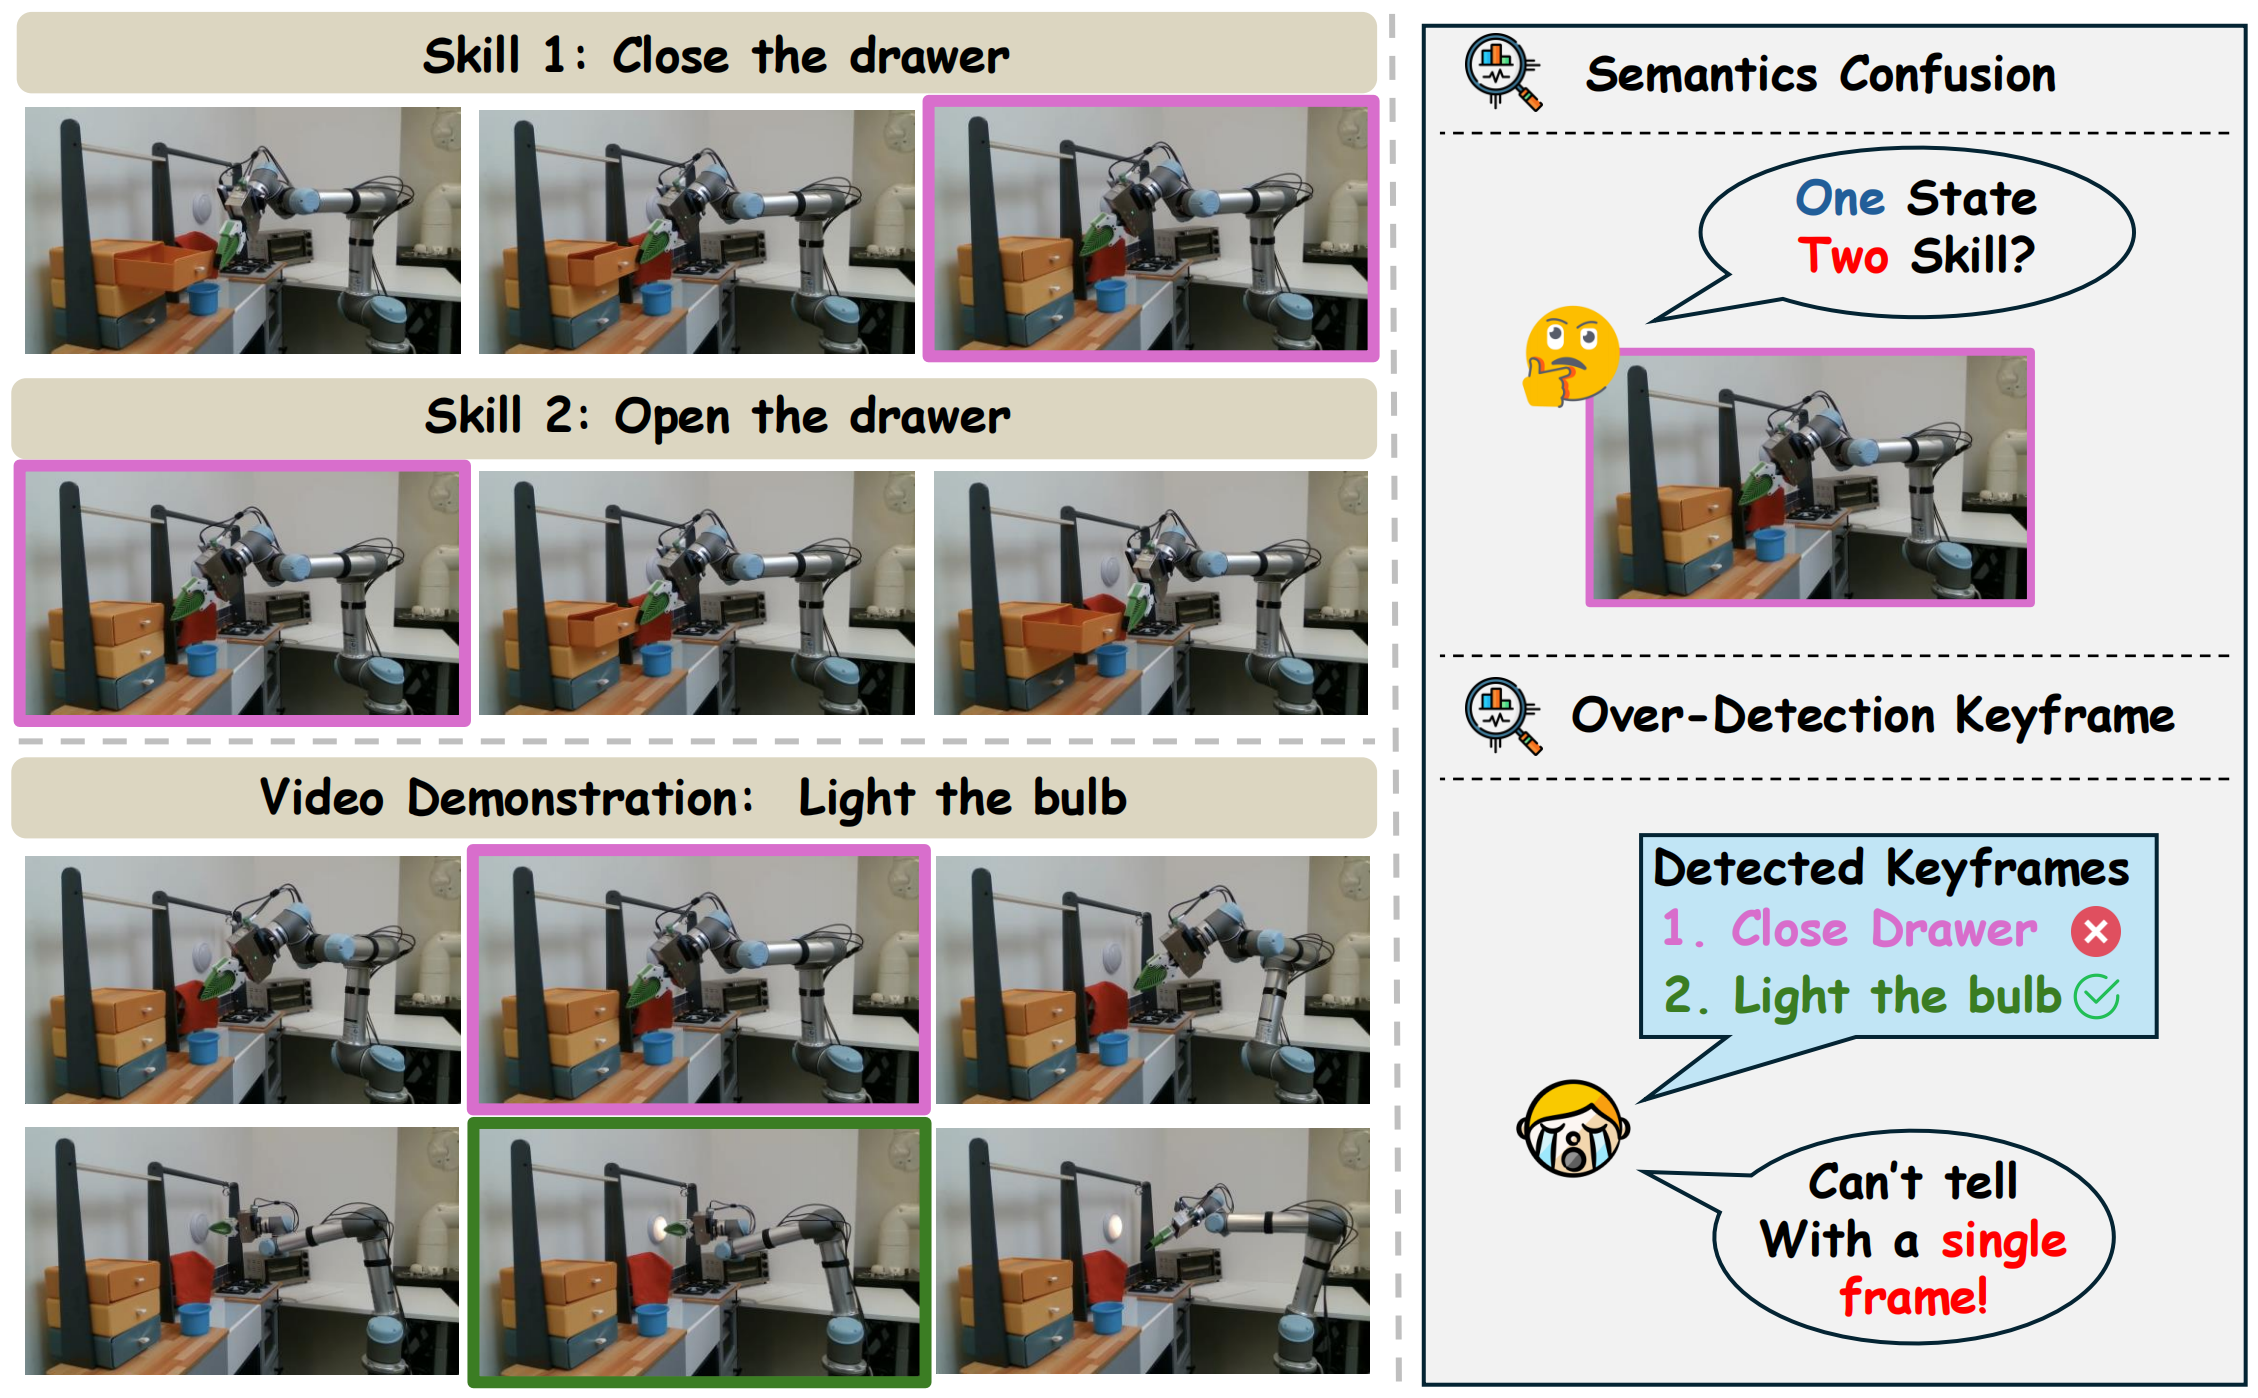 Skill 1: Close the drawer
Skill 2: Open the drawer
Video Demonstration: Light the bulb
Semantics Confusion
One State
Two Skill?
Over-Detection Keyframe
Detected Keyframes
1. Close Drawer
2. Light the bulb
Can't tell
With a single
frame!